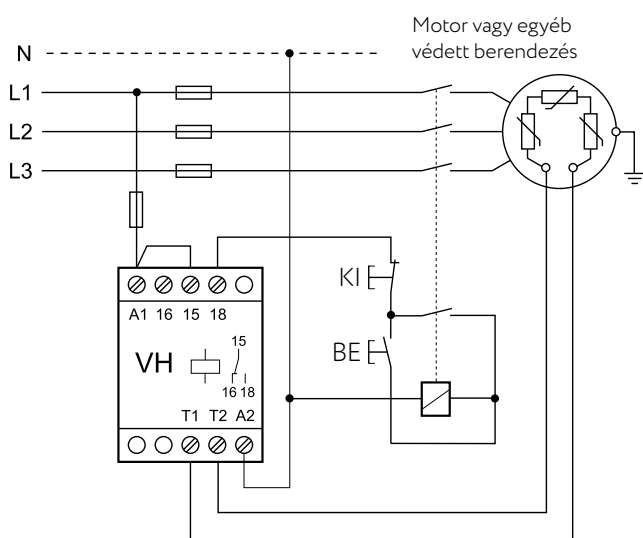 Motor vagy egyéb
védett berendezés
N
L1
L2
L3
KI
A1 16 15 18
BE
VH
15
16 18
T1 T2 A2